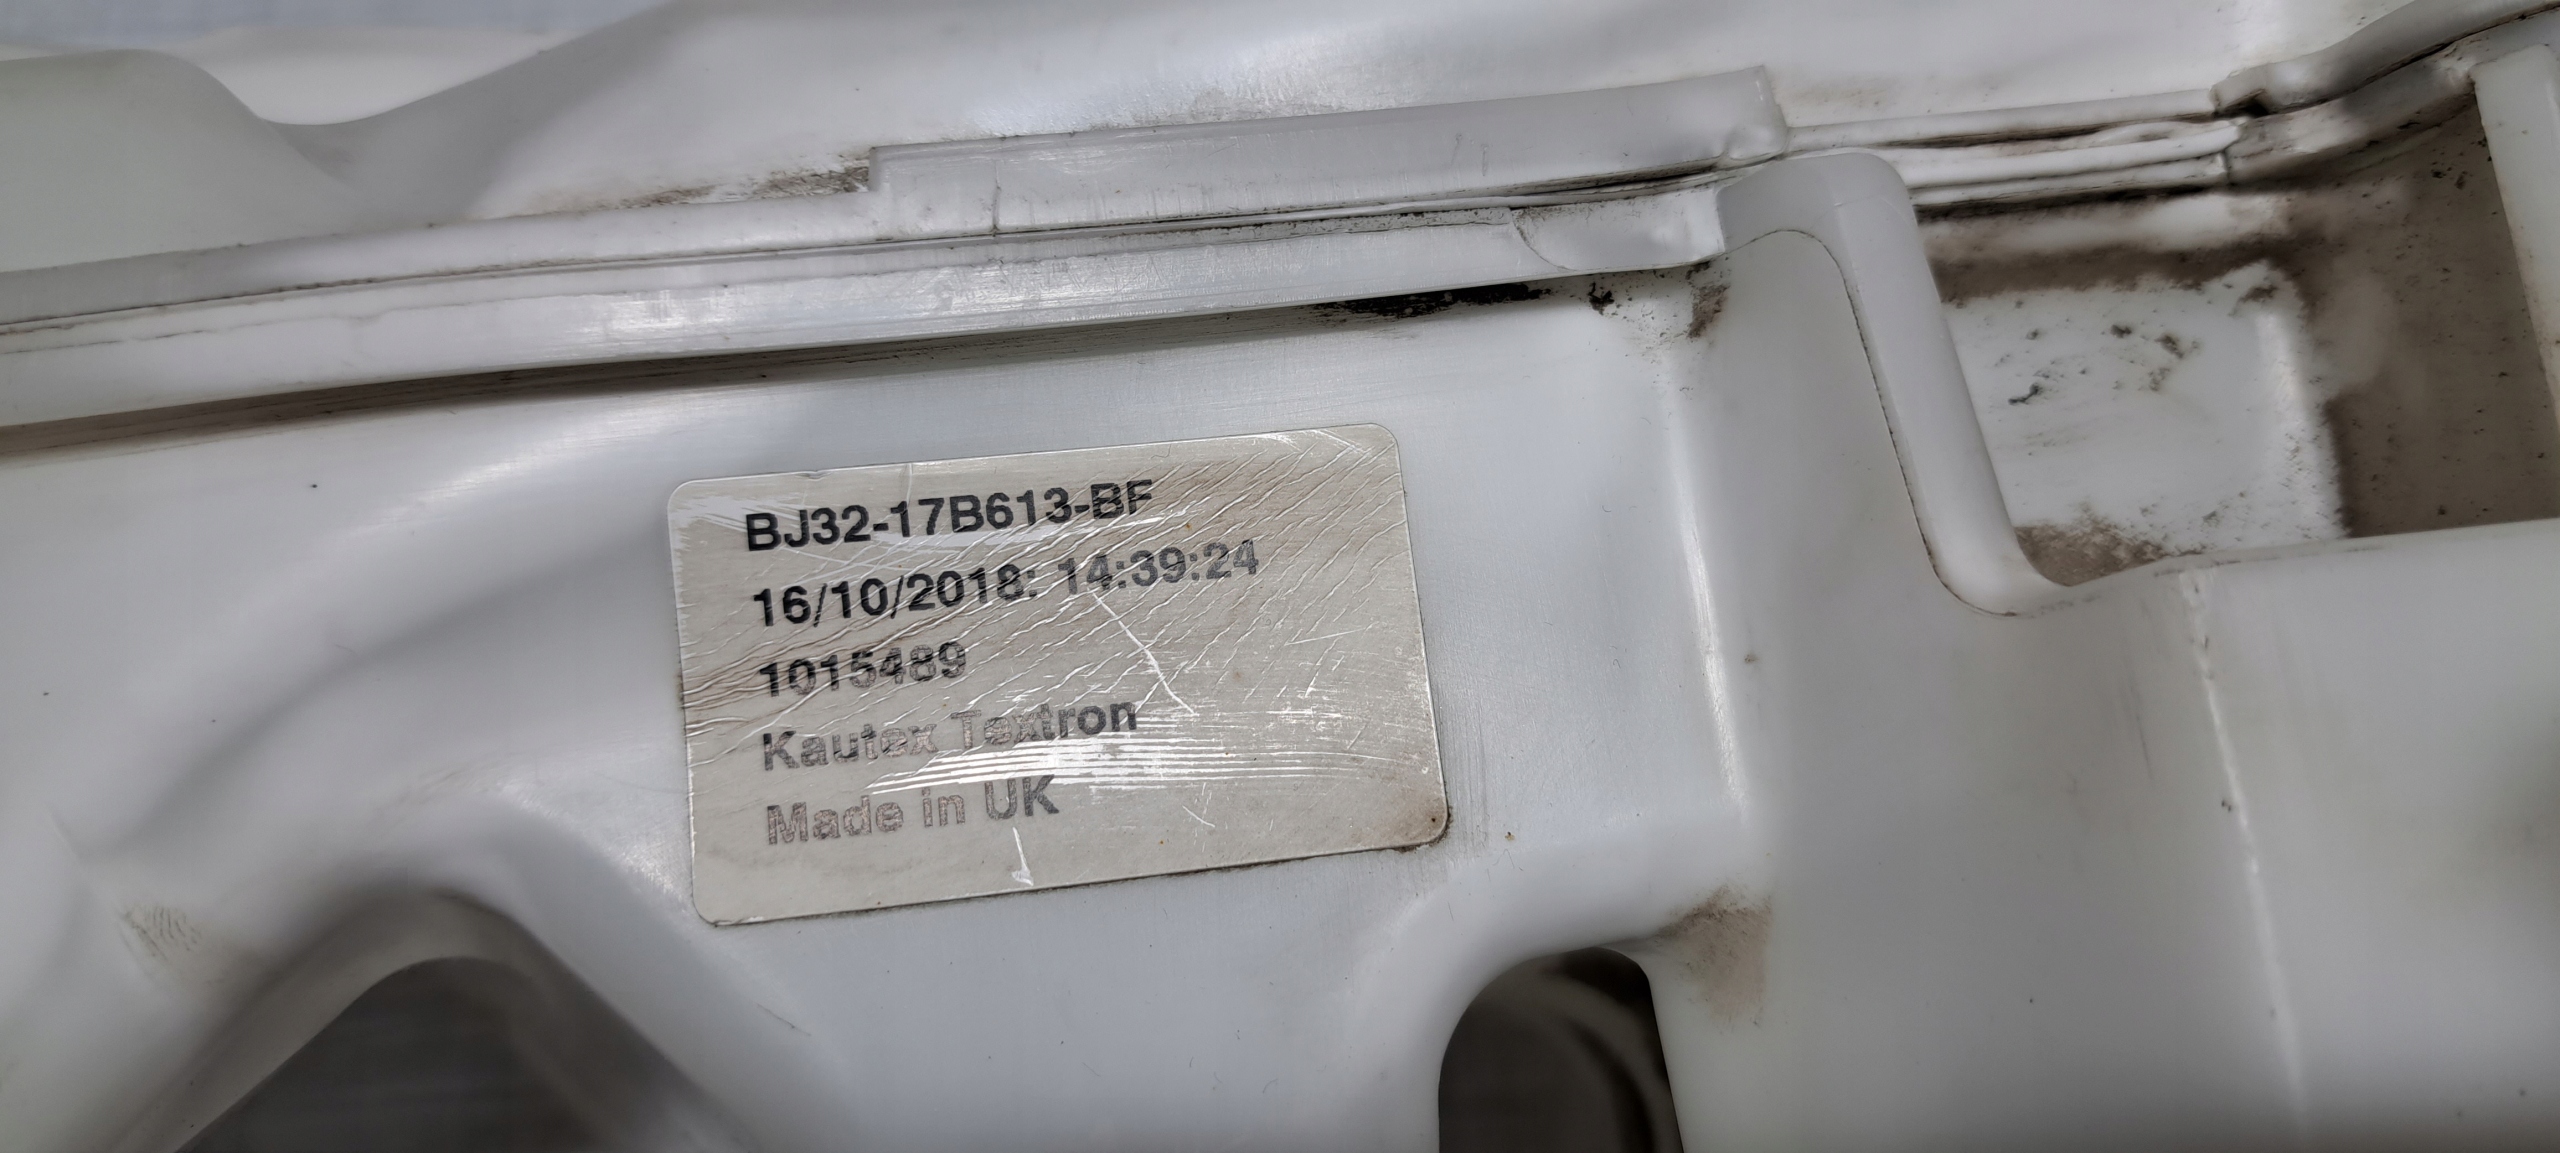 BJ32-17B613-BF
16/10/2018: 14:39:24
1015489
Kautex Textron
Made in UK